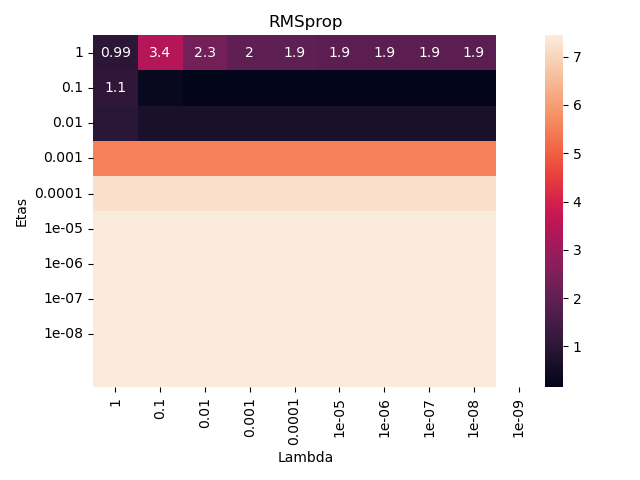 RMSprop
Etas
1
0.99 3.4 2.3 2 1.9 1.9 1.9 1.9 1.9
0.1
1.1
0.01
0.001
0.0001
1e-05
1e-06
1e-07
1e-08
1 0.1 0.01 0.001 0.0001 1e-05 1e-06 1e-07 1e-08 1e-09
Lambda
7
6
5
4
3
2
1